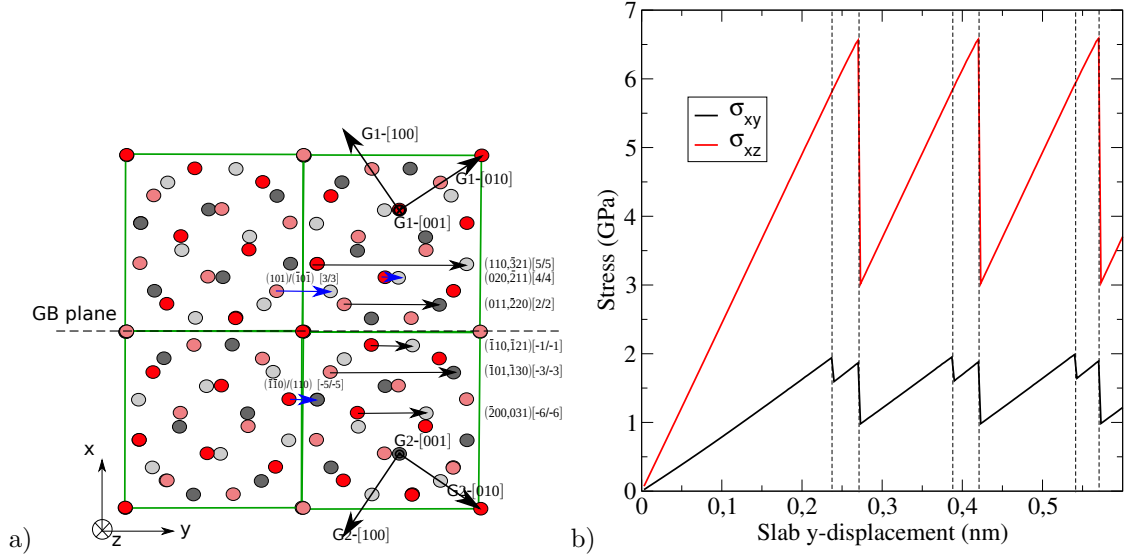 G1-[100]
G1-[010]
G1-[001]
(110,3̄21)[5/5]
(020,2̄11)[4/4]
(101)/(1̄01̄) [3/3]
(011,2̄20)[2/2]
GB plane
(1̄10,1̄21)[-1/-1]
(1̄01,1̄30)[-3/-3]
(1̄1̄0)/(110) [-5/-5]
(2̄00,031)[-6/-6]
G2-[001]
G2-[010]
G2-[100]
x
y
z
a)
7
6
5
4
3
2
1
0
Stress (GPa)
σxy
σxz
0
0,1
0,2
0,3
0,4
0,5
Slab y-displacement (nm)
b)